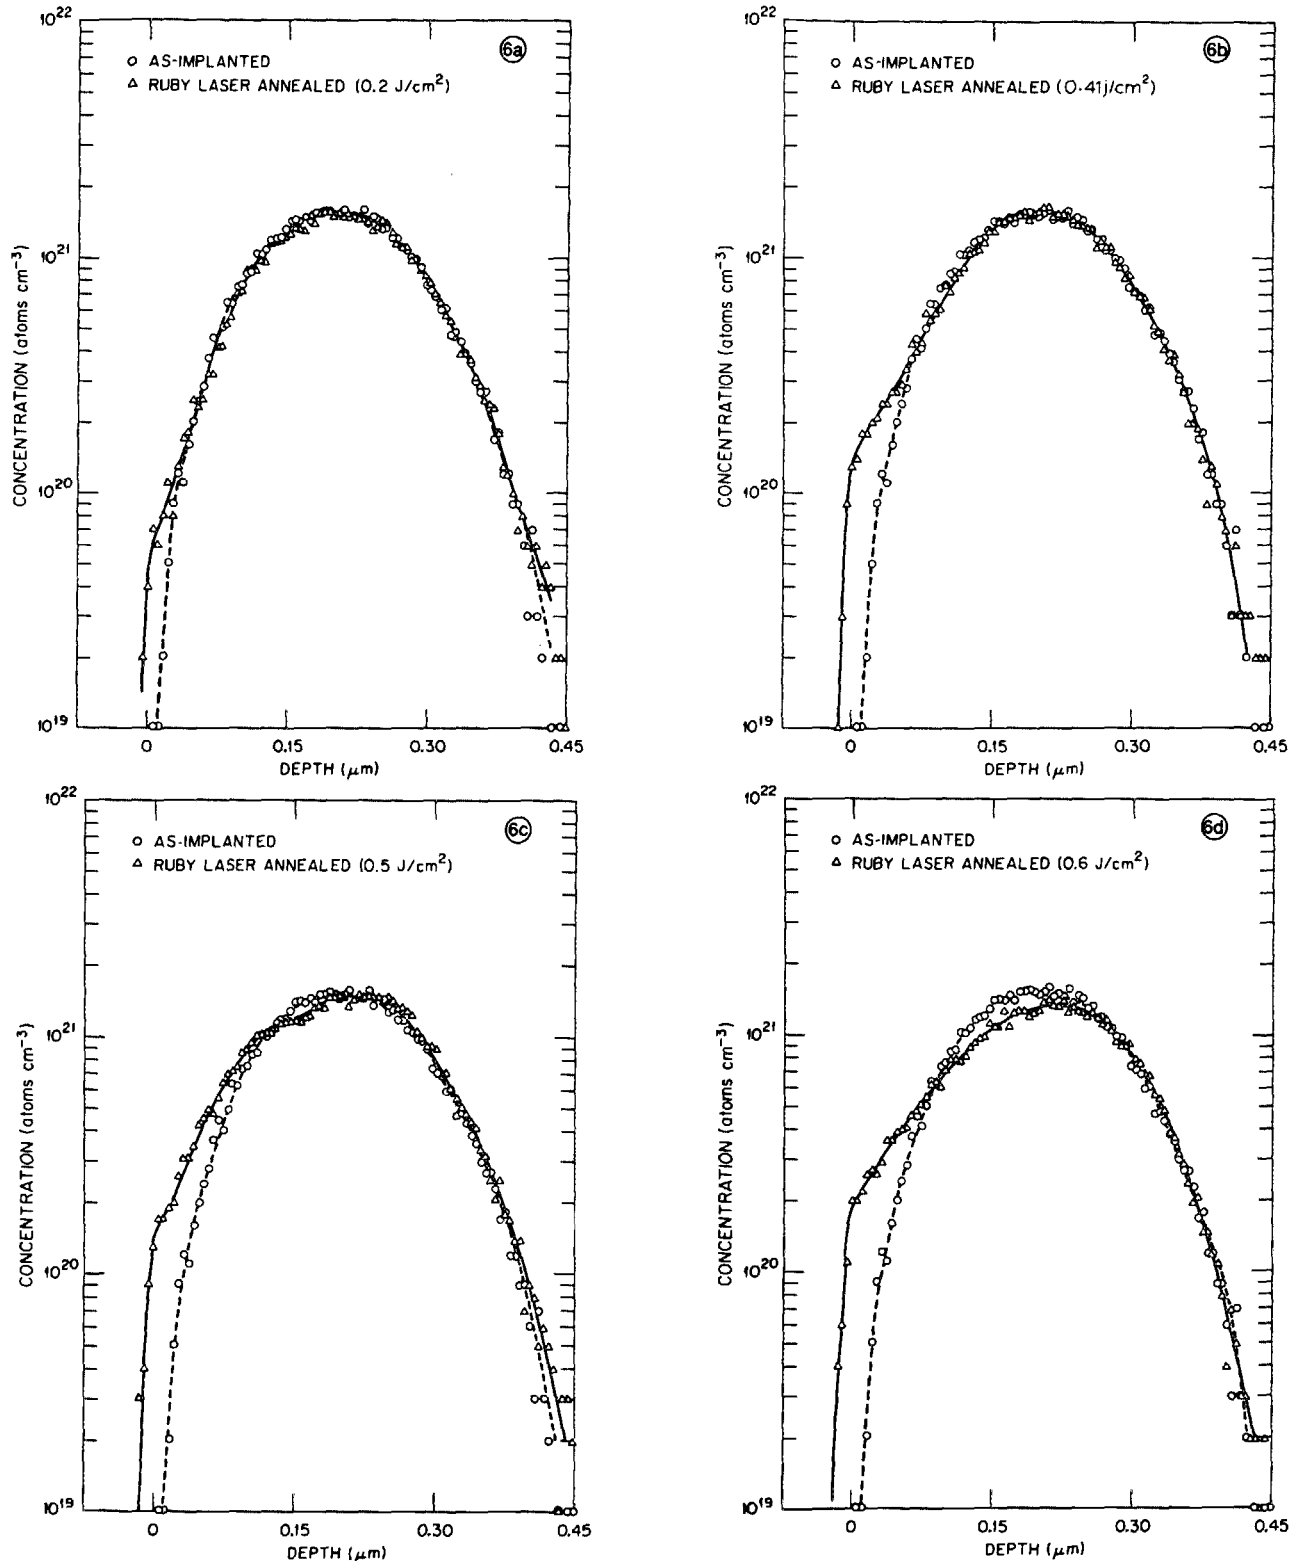 6a
○ AS-IMPLANTED
△ RUBY LASER ANNEALED (0.2 J/cm²)
10²²
10²¹
10²⁰
10¹⁹
CONCENTRATION (atoms cm⁻³)
0 0.15 0.30 0.45
DEPTH (μm)
6b
○ AS-IMPLANTED
△ RUBY LASER ANNEALED (0.41j/cm²)
10²²
10²¹
10²⁰
10¹⁹
CONCENTRATION (atoms cm⁻³)
0 0.15 0.30 0.45
DEPTH (μm)
6c
○ AS-IMPLANTED
△ RUBY LASER ANNEALED (0.5 J/cm²)
10²²
10²¹
10²⁰
10¹⁹
CONCENTRATION (atoms cm⁻³)
0 0.15 0.30 0.45
DEPTH (μm)
6d
○ AS-IMPLANTED
△ RUBY LASER ANNEALED (0.6 J/cm²)
10²²
10²¹
10²⁰
10¹⁹
CONCENTRATION (atoms cm⁻³)
0 0.15 0.30 0.45
DEPTH (μm)